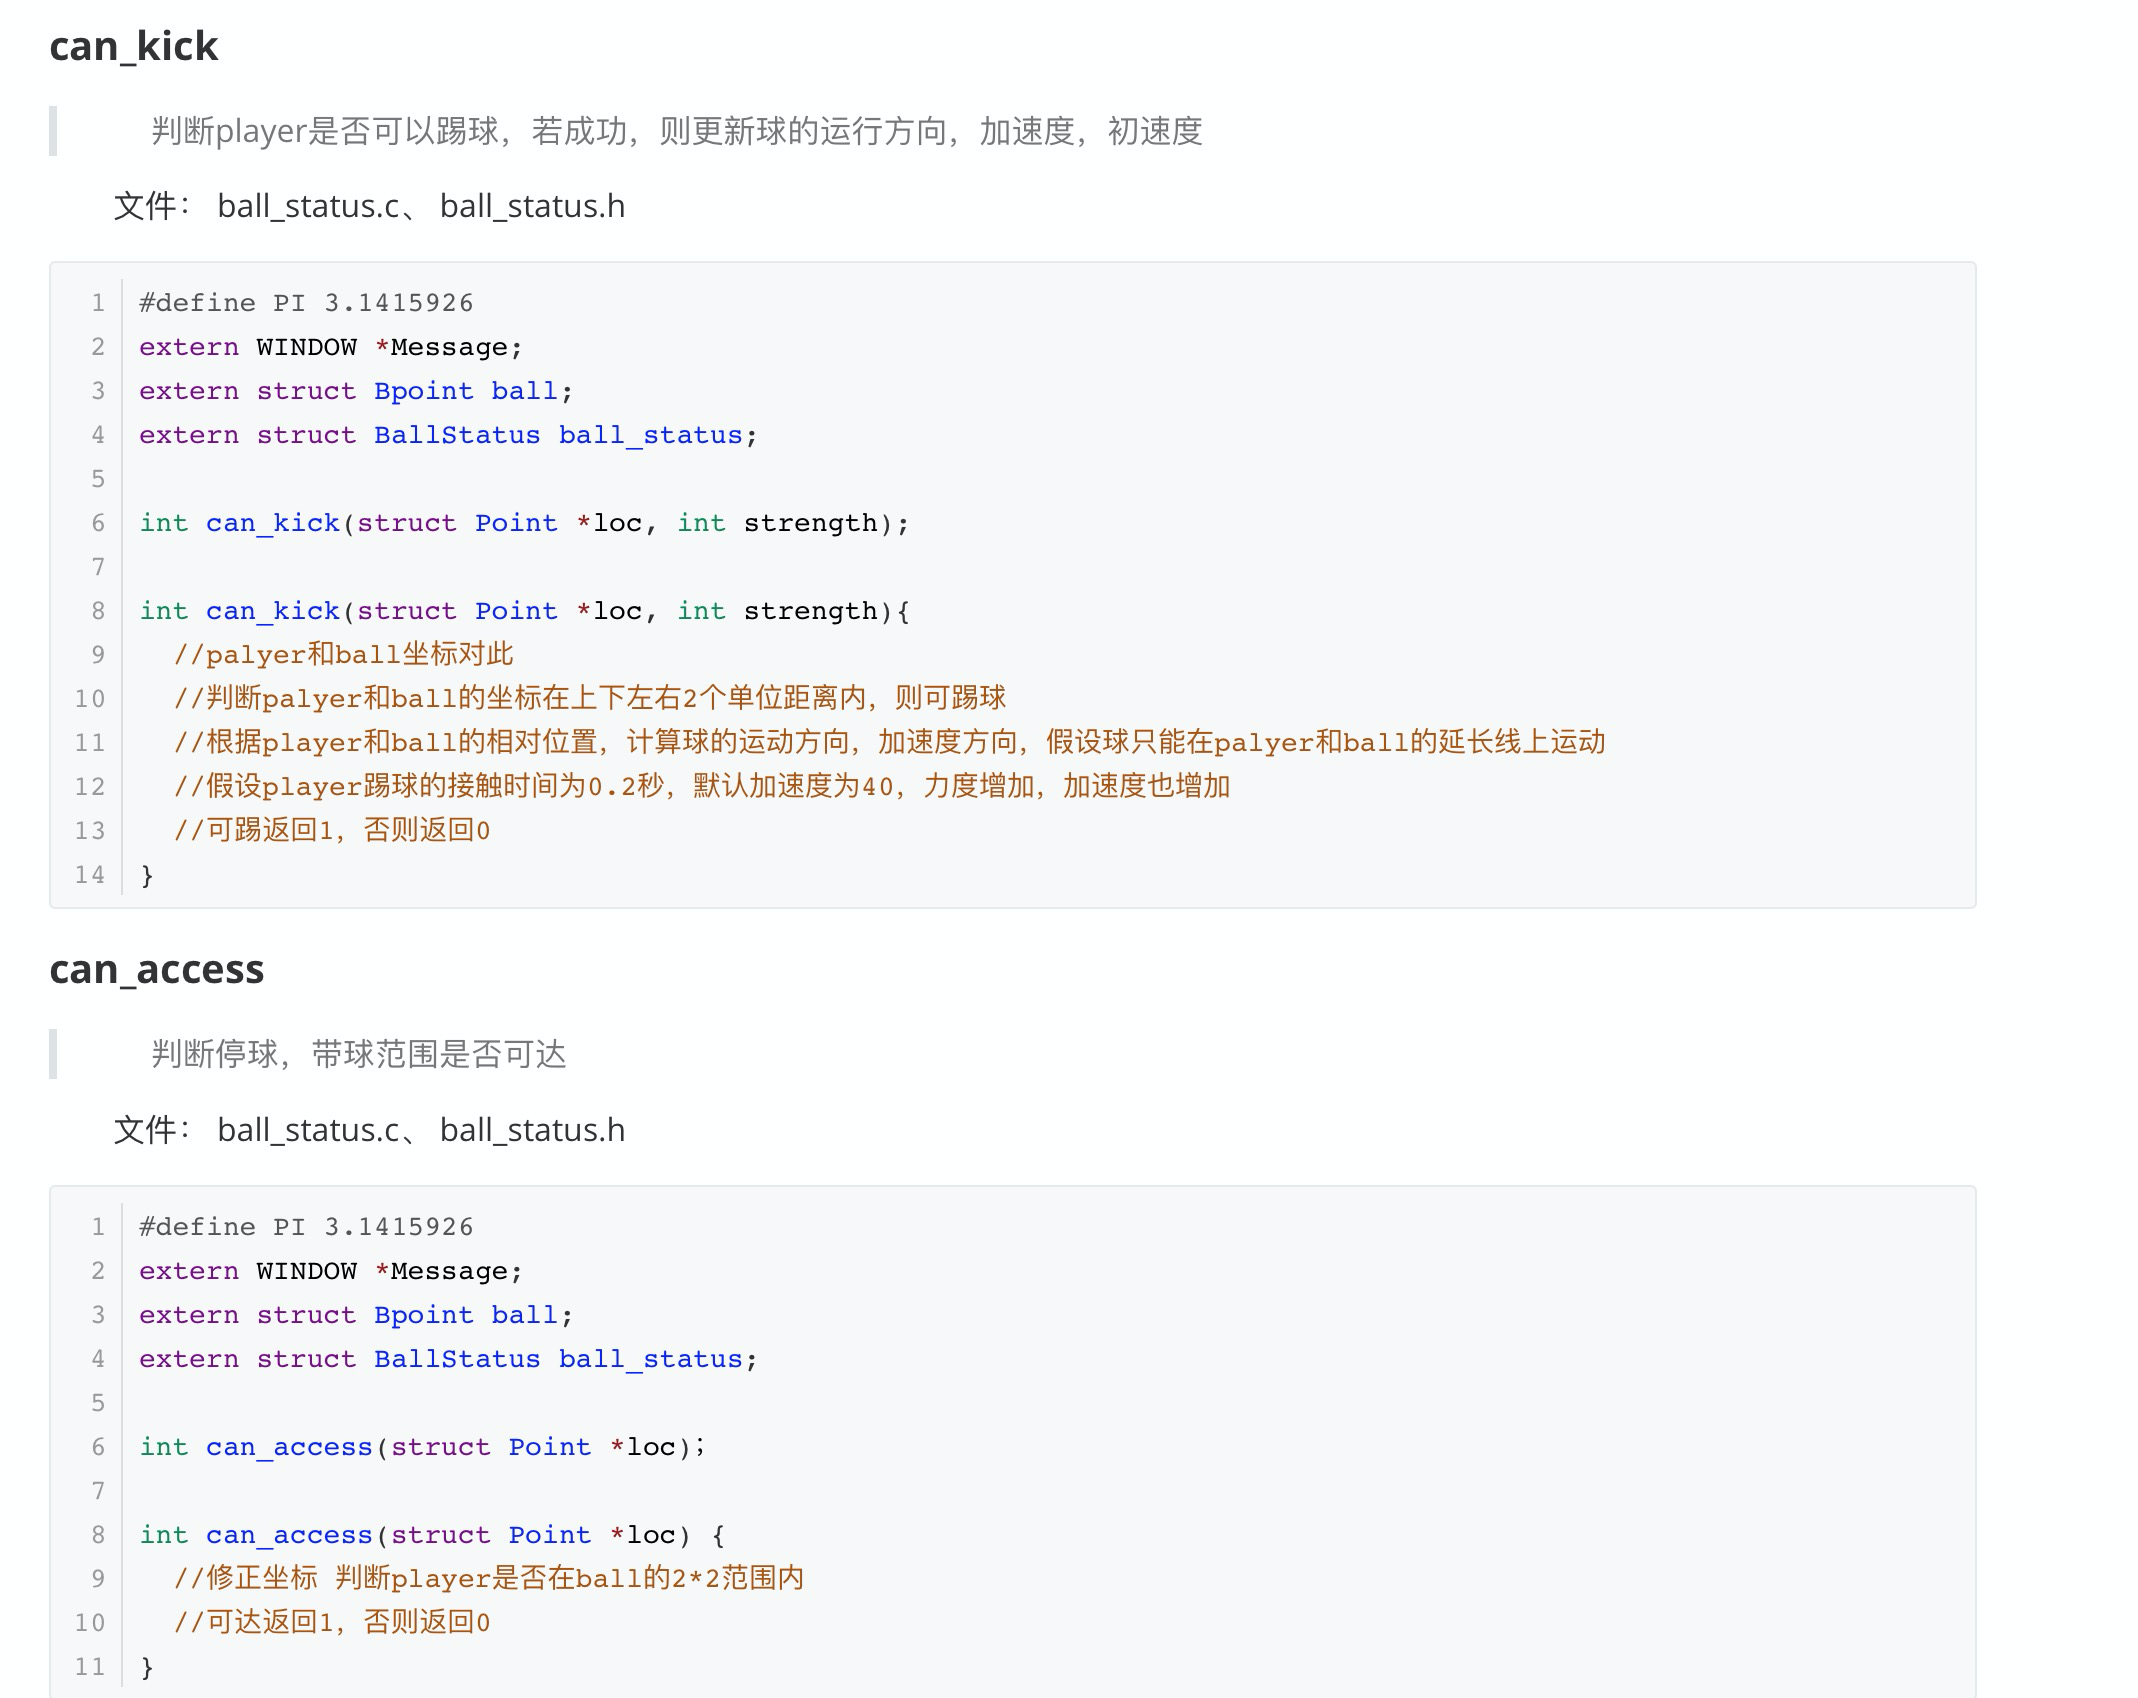 can_kick
判断player是否可以踢球，若成功，则更新球的运行方向，加速度，初速度
文件： ball_status.c、 ball_status.h
1 #define PI 3.1415926
2 extern WINDOW *Message;
3 extern struct Bpoint ball;
4 extern struct BallStatus ball_status;
5
6 int can_kick(struct Point *loc, int strength);
7
8 int can_kick(struct Point *loc, int strength){
9 //palyer和ball坐标对此
10 //判断palyer和ball的坐标在上下左右2个单位距离内，则可踢球
11 //根据player和ball的相对位置，计算球的运动方向，加速度方向，假设球只能在palyer和ball的延长线上运动
12 //假设player踢球的接触时间为0.2秒，默认加速度为40，力度增加，加速度也增加
13 //可踢返回1，否则返回0
14 }
can_access
判断停球，带球范围是否可达
文件： ball_status.c、 ball_status.h
1 #define PI 3.1415926
2 extern WINDOW *Message;
3 extern struct Bpoint ball;
4 extern struct BallStatus ball_status;
5
6 int can_access(struct Point *loc)；
7
8 int can_access(struct Point *loc) {
9 //修正坐标 判断player是否在ball的2*2范围内
10 //可达返回1，否则返回0
11 }